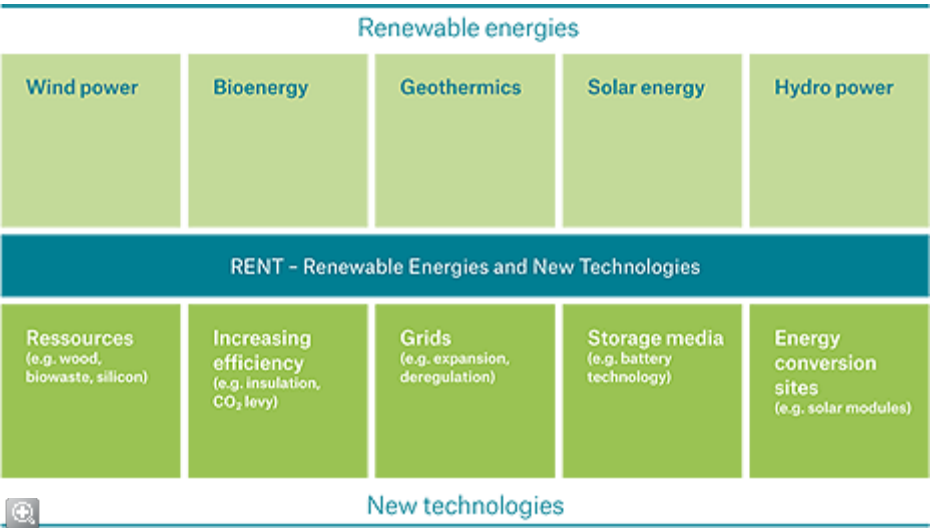 Renewable energies
Wind power
Bioenergy
Geothermics
Solar energy
Hydro power
RENT – Renewable Energies and New Technologies
Ressources
(e.g. wood,
biowaste, silicon)
Increasing
efficiency
(e.g. insulation,
CO₂ levy)
Grids
(e.g. expansion,
deregulation)
Storage media
(e.g. battery
technology)
Energy
conversion
sites
(e.g. solar modules)
New technologies